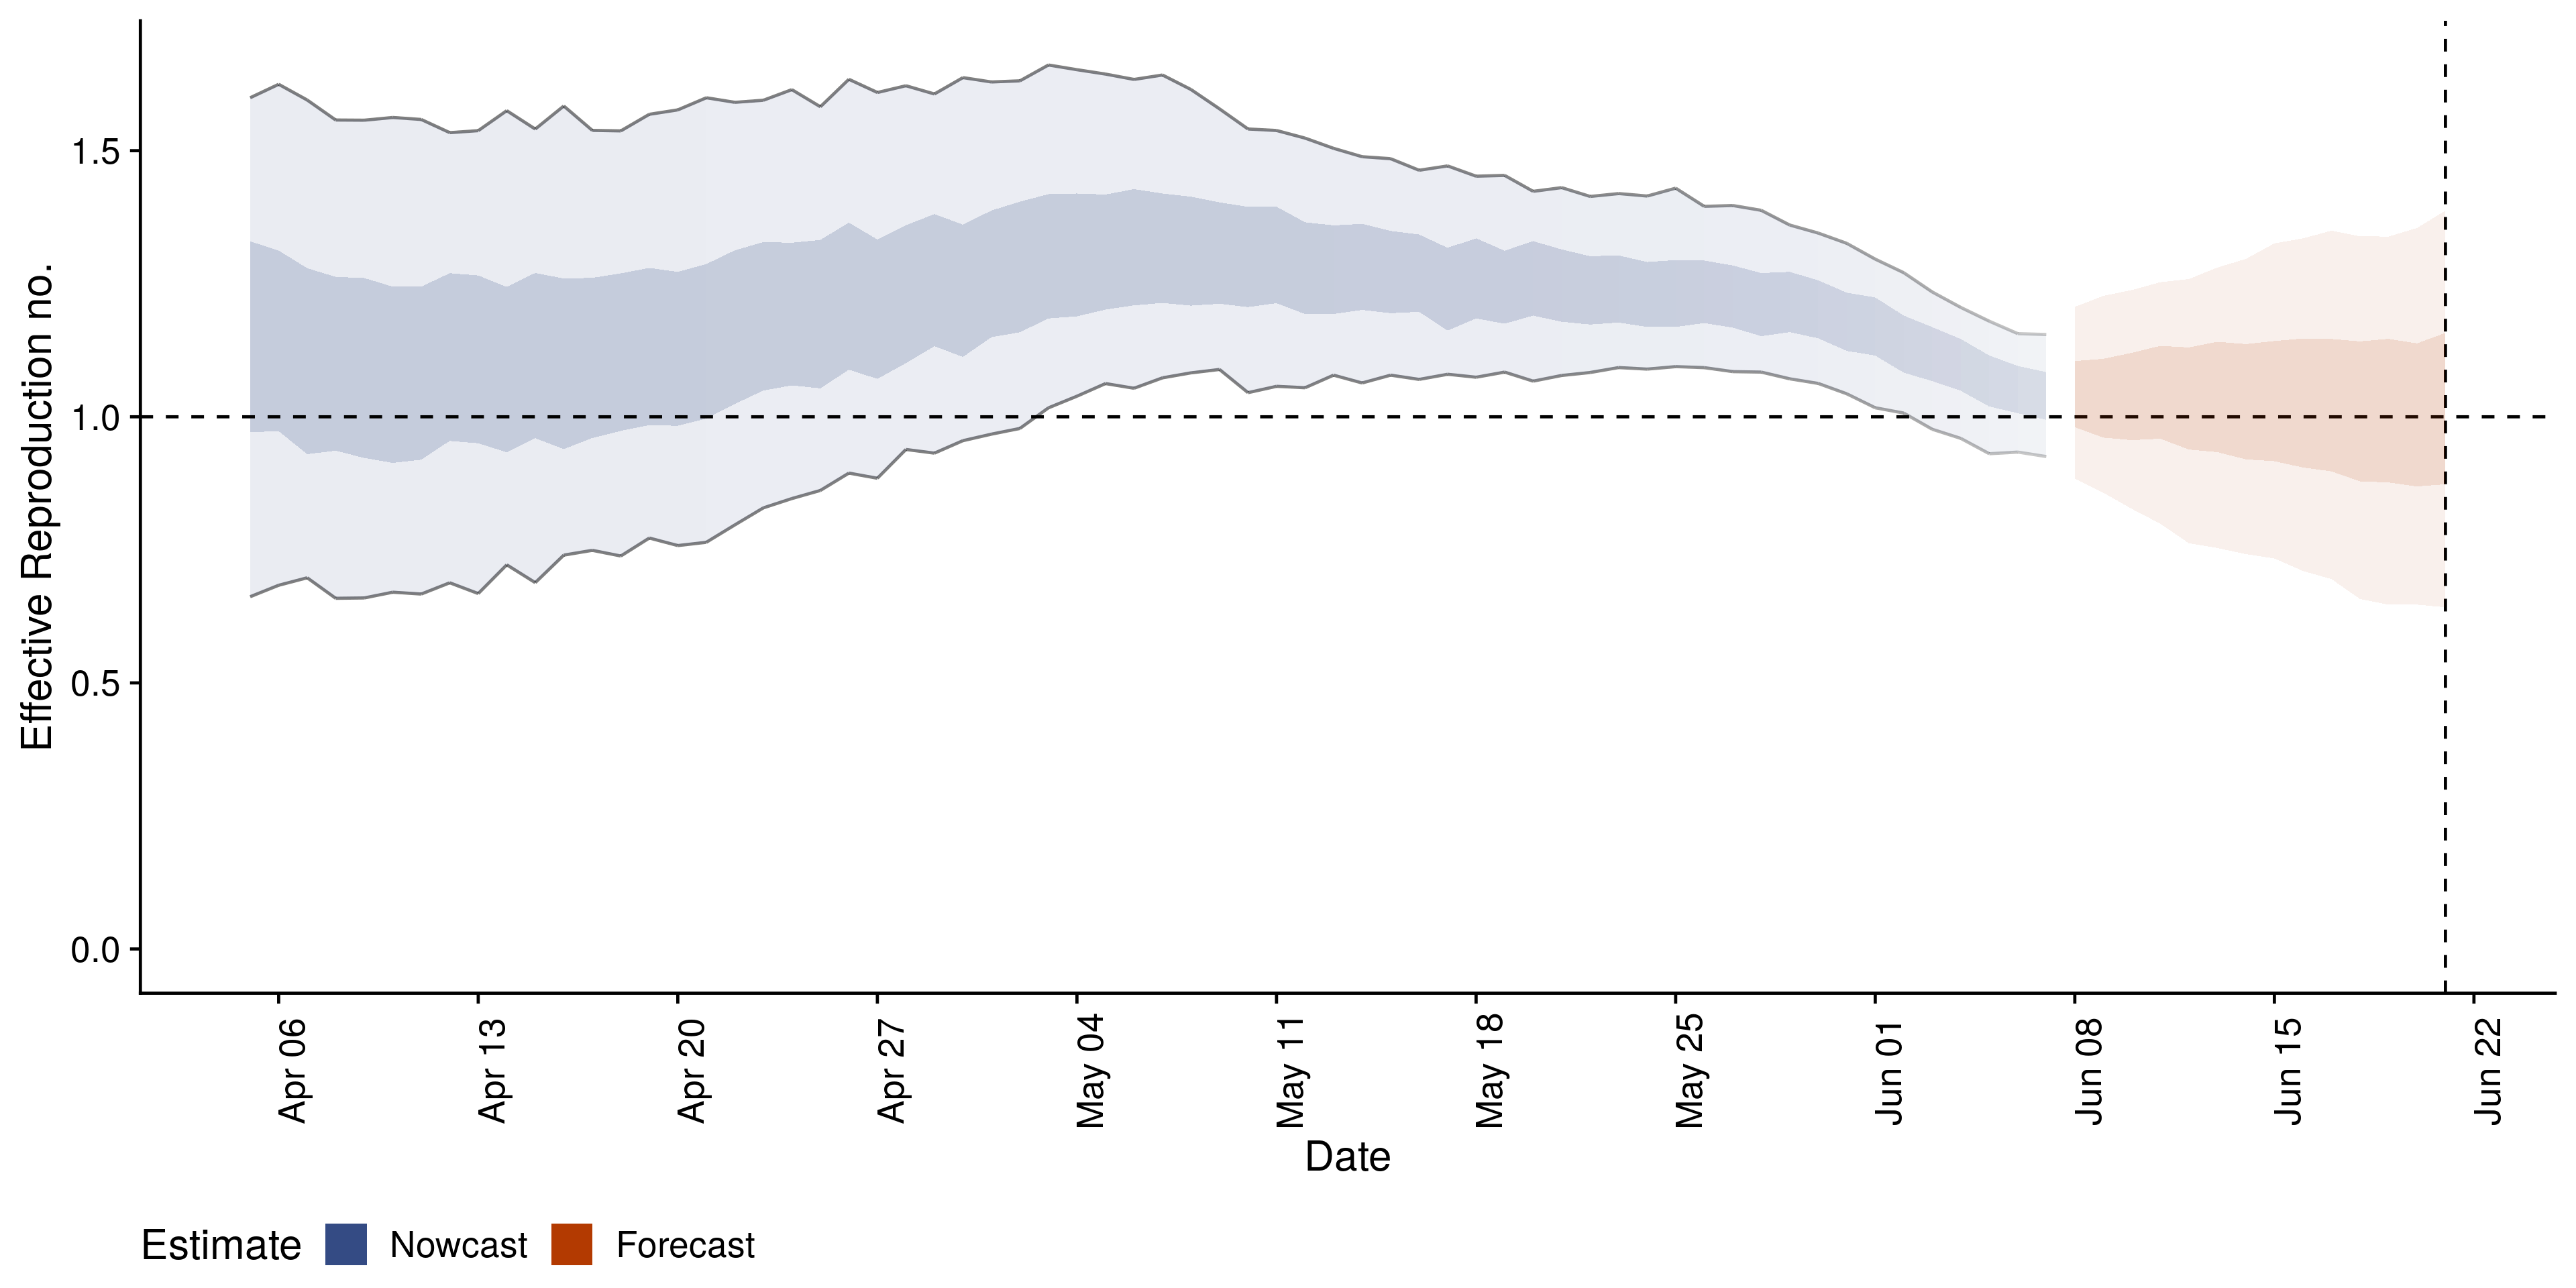 Effective Reproduction no.
1.5
1.0
0.5
0.0
Apr 06
Apr 13
Apr 20
Apr 27
May 04
May 11
May 18
May 25
Jun 01
Jun 08
Jun 15
Jun 22
Date
Estimate Nowcast Forecast